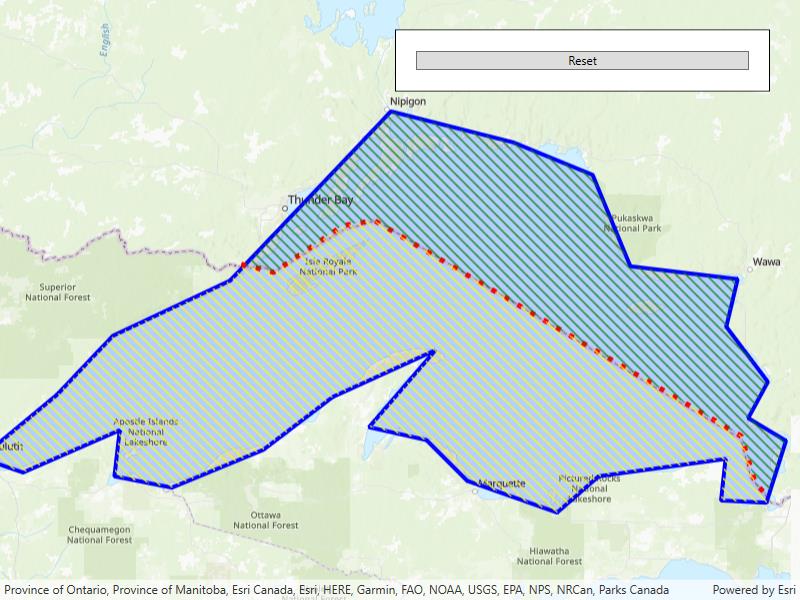 English
Reset
Nipigon
Thunder Bay
Pukaskwa
National Park
Wawa
Isle Royale
National Park
Superior
National Forest
Apostle Islands
National
Lakeshore
uluth
Marquette
Pictured Rocks
National
Lakeshore
Ottawa
National Forest
Chequamegon
National Forest
Hiawatha
National Forest
Province of Ontario, Province of Manitoba, Esri Canada, Esri, HERE, Garmin, FAO, NOAA, USGS, EPA, NPS, NRCan, Parks Canada
Powered by Esri